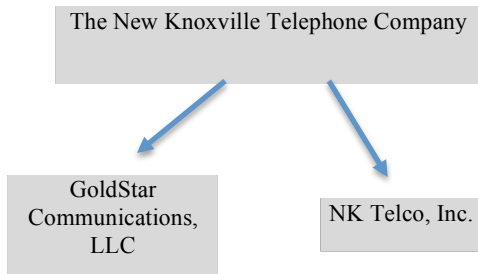 The New Knoxville Telephone Company
GoldStar
Communications,
LLC
NK Telco, Inc.